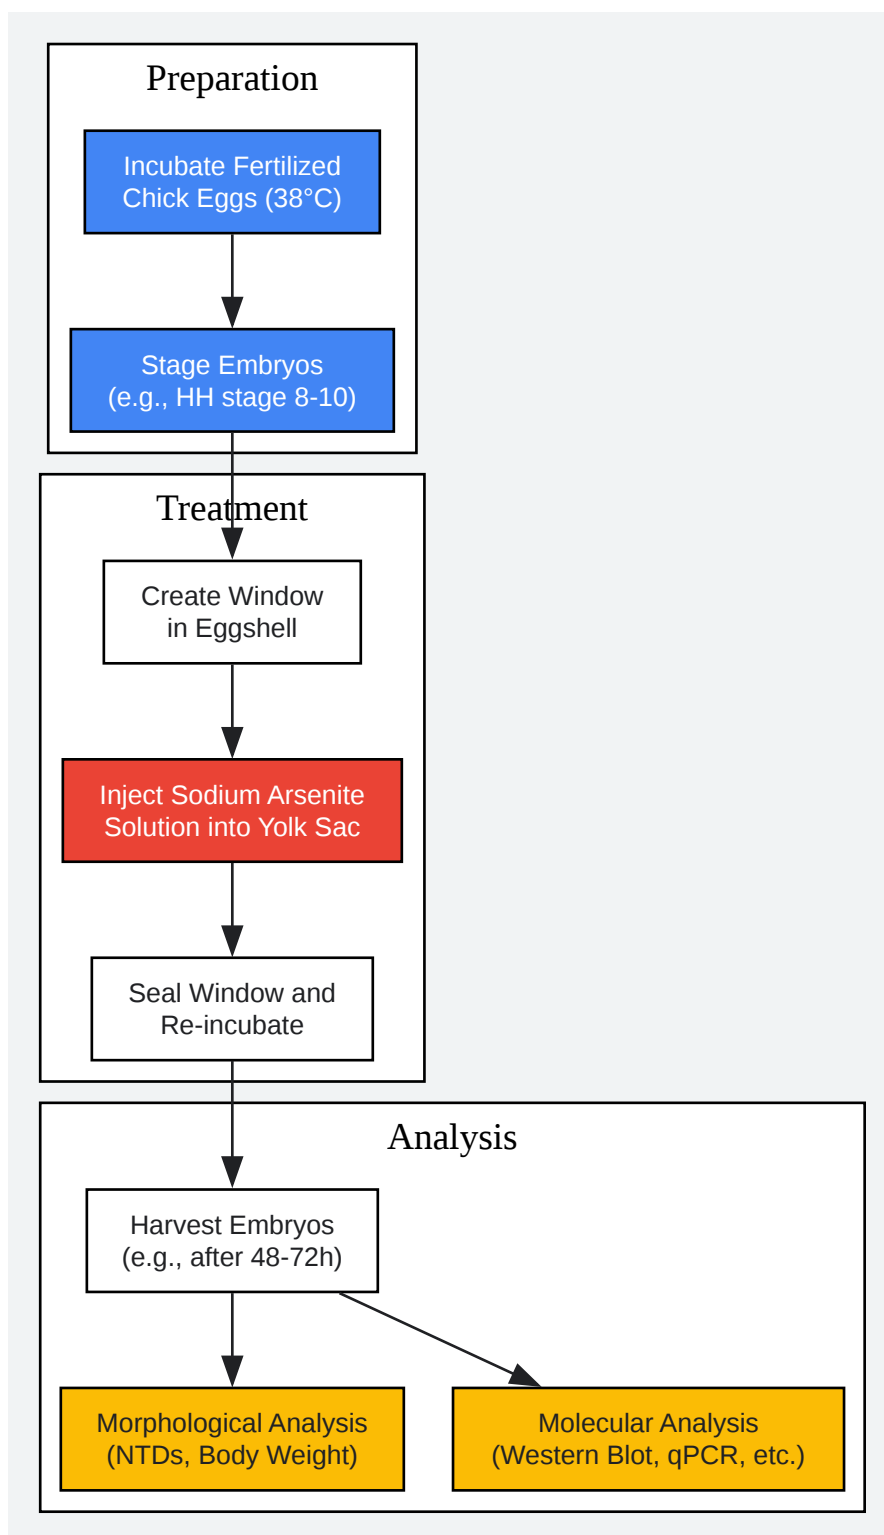 Preparation
Incubate Fertilized
Chick Eggs (38°C)
Stage Embryos
(e.g., HH stage 8-10)
Treatment
Create Window
in Eggshell
Inject Sodium Arsenite
Solution into Yolk Sac
Seal Window and
Re-incubate
Analysis
Harvest Embryos
(e.g., after 48-72h)
Morphological Analysis
(NTDs, Body Weight)
Molecular Analysis
(Western Blot, qPCR, etc.)